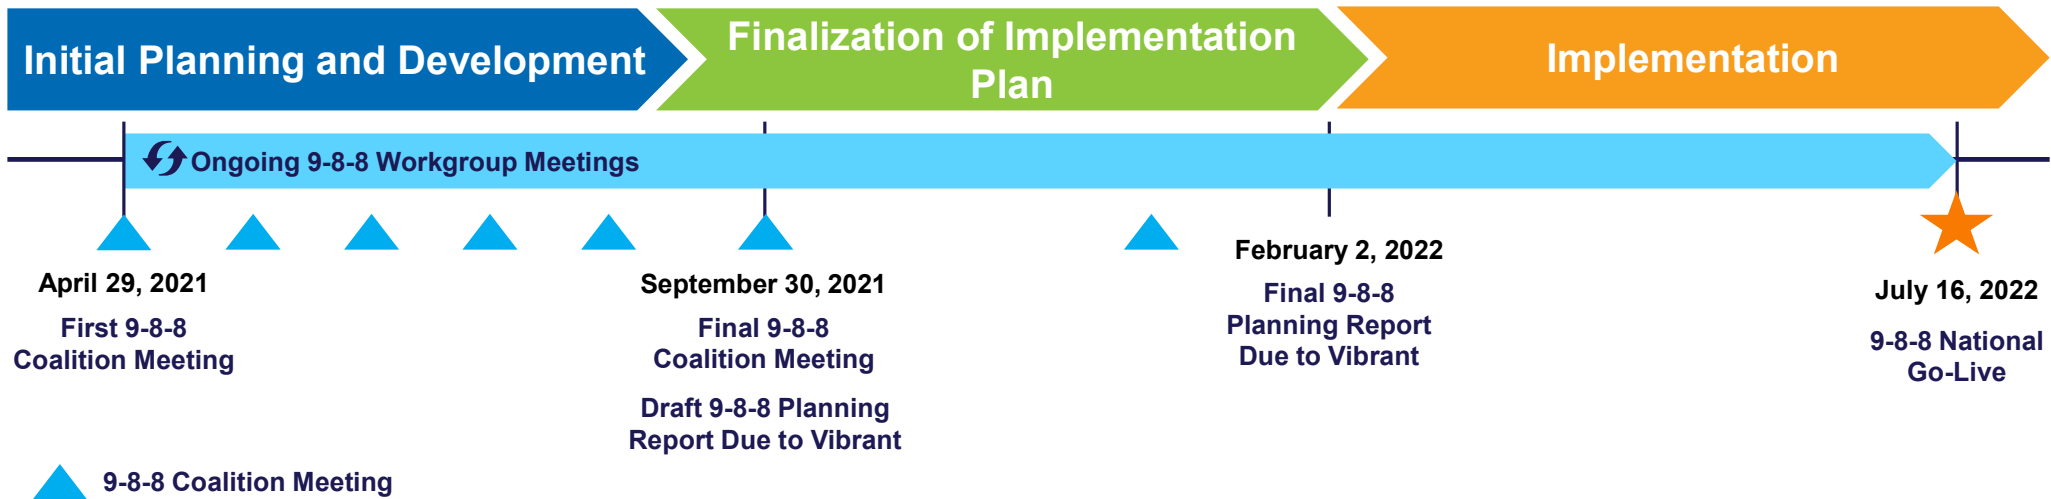 Initial Planning and Development
Finalization of Implementation
Plan
Implementation
Ongoing 9-8-8 Workgroup Meetings
April 29, 2021
First 9-8-8
Coalition Meeting
September 30, 2021
Final 9-8-8
Coalition Meeting
Draft 9-8-8 Planning
Report Due to Vibrant
February 2, 2022
Final 9-8-8
Planning Report
Due to Vibrant
July 16, 2022
9-8-8 National
Go-Live
9-8-8 Coalition Meeting